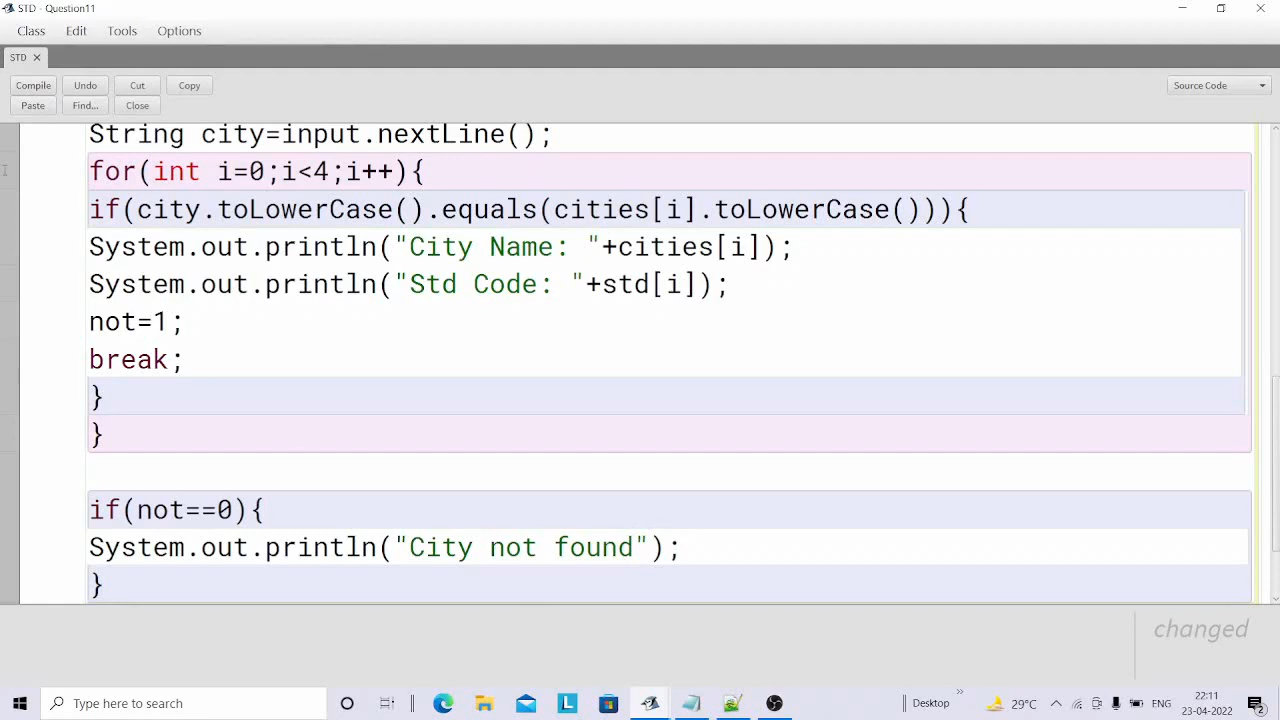 STD - Question11
Class Edit Tools Options
STD
Compile Undo Cut Copy
Source Code
Paste Find... Close
String city=input.nextLine();
for(int i=0;i<4;i++){
if(city.toLowerCase().equals(cities[i].toLowerCase())){
System.out.println("City Name: "+cities[i]);
System.out.println("Std Code: "+std[i]);
not=1;
break;
}
}
if(not==0){
System.out.println("City not found");
}
changed
Type here to search
Desktop
29°C
ENG
22:11
23-04-2022
2